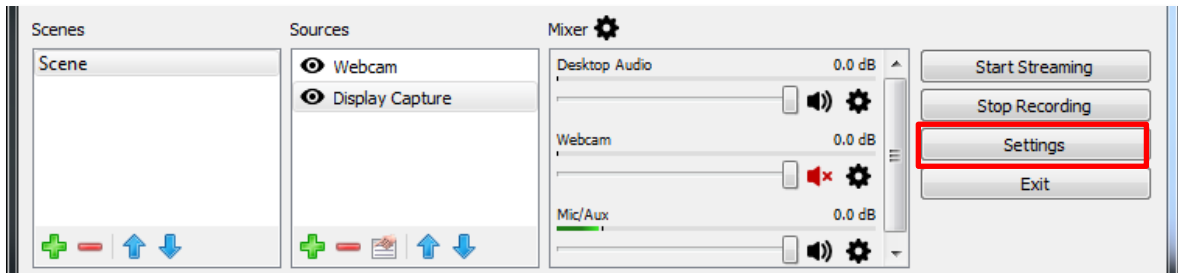 Scenes
Sources
Mixer
Scene
Webcam
Display Capture
Desktop Audio 0.0 dB
Webcam 0.0 dB
Mic/Aux 0.0 dB
Start Streaming
Stop Recording
Settings
Exit